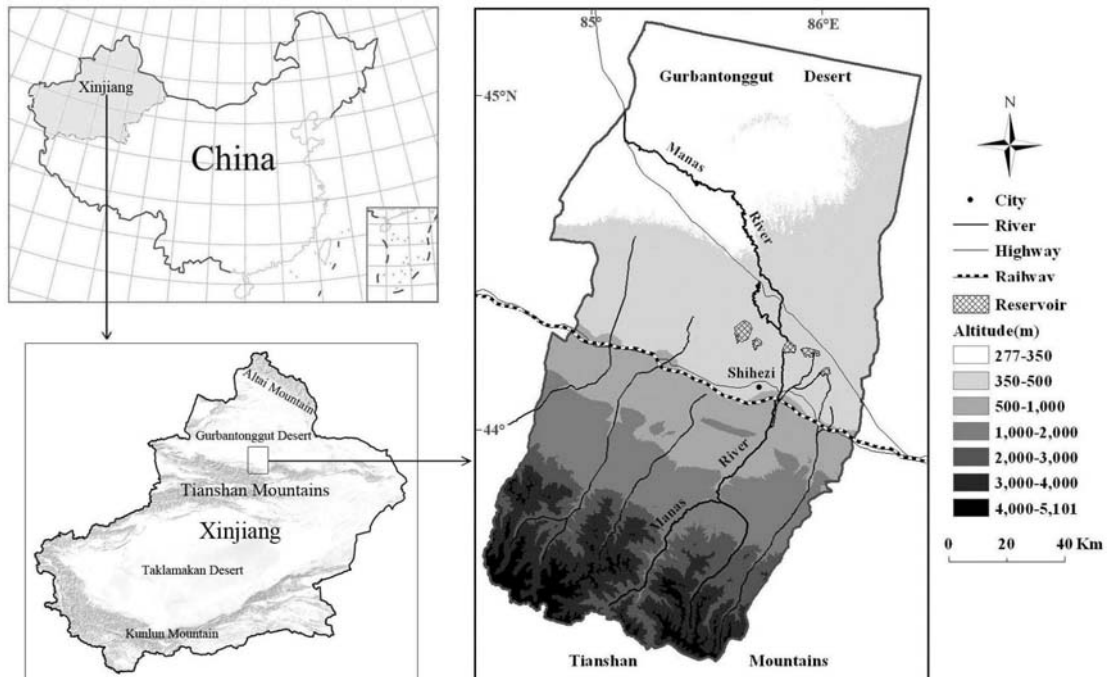 Xinjiang
China
Altai Mountain
Gurbantonggut Desert
Tianshan Mountains
Xinjiang
Taklamakan Desert
Kunlun Mountain
85°
86°E
Gurbantonggut Desert
45°N
Manas
River
Shihezi
44°
River
Manas
Tianshan Mountains
N
City
River
Highway
Railway
Reservoir
Altitude(m)
277-350
350-500
500-1,000
1,000-2,000
2,000-3,000
3,000-4,000
4,000-5,101
0 20 40 Km